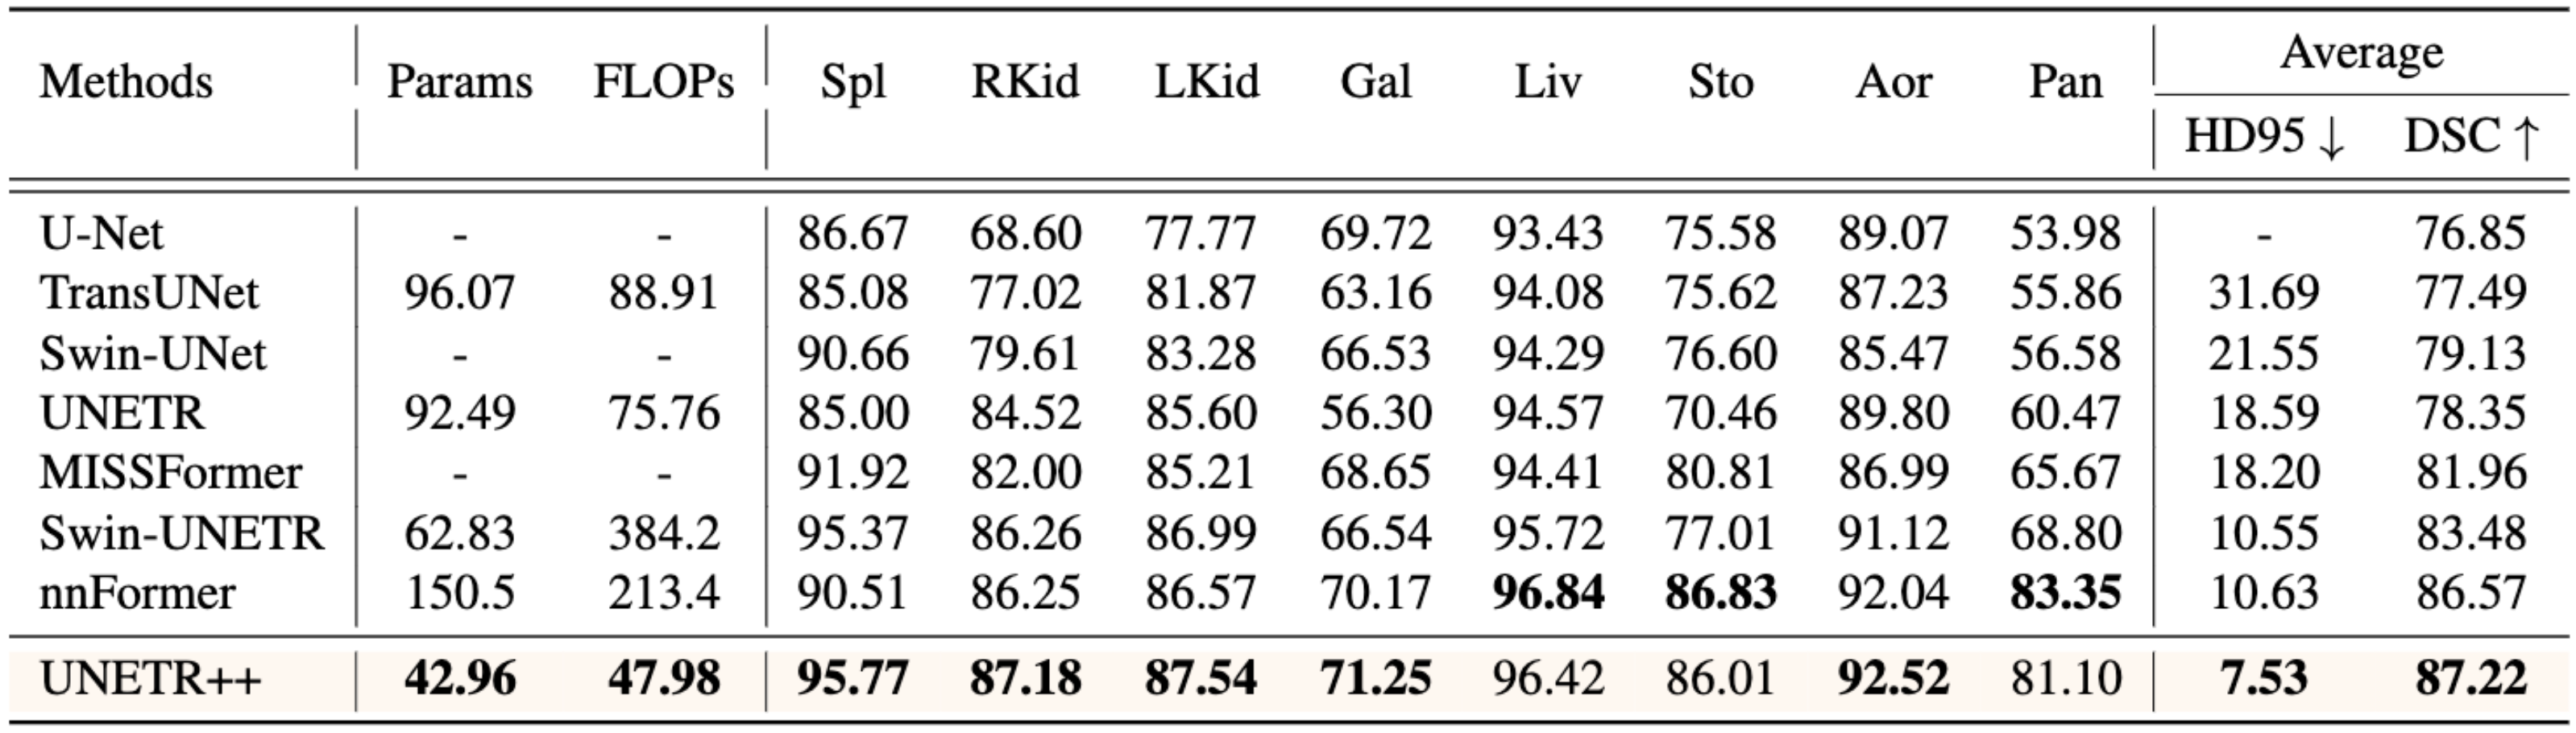 Methods Params FLOPs Spl RKid LKid Gal Liv Sto Aor Pan Average
HD95 ↓ DSC ↑
U-Net - - 86.67 68.60 77.77 69.72 93.43 75.58 89.07 53.98 - 76.85
TransUNet 96.07 88.91 85.08 77.02 81.87 63.16 94.08 75.62 87.23 55.86 31.69 77.49
Swin-UNet - - 90.66 79.61 83.28 66.53 94.29 76.60 85.47 56.58 21.55 79.13
UNETR 92.49 75.76 85.00 84.52 85.60 56.30 94.57 70.46 89.80 60.47 18.59 78.35
MISSFormer - - 91.92 82.00 85.21 68.65 94.41 80.81 86.99 65.67 18.20 81.96
Swin-UNETR 62.83 384.2 95.37 86.26 86.99 66.54 95.72 77.01 91.12 68.80 10.55 83.48
nnFormer 150.5 213.4 90.51 86.25 86.57 70.17 96.84 86.83 92.04 83.35 10.63 86.57
UNETR++ 42.96 47.98 95.77 87.18 87.54 71.25 96.42 86.01 92.52 81.10 7.53 87.22